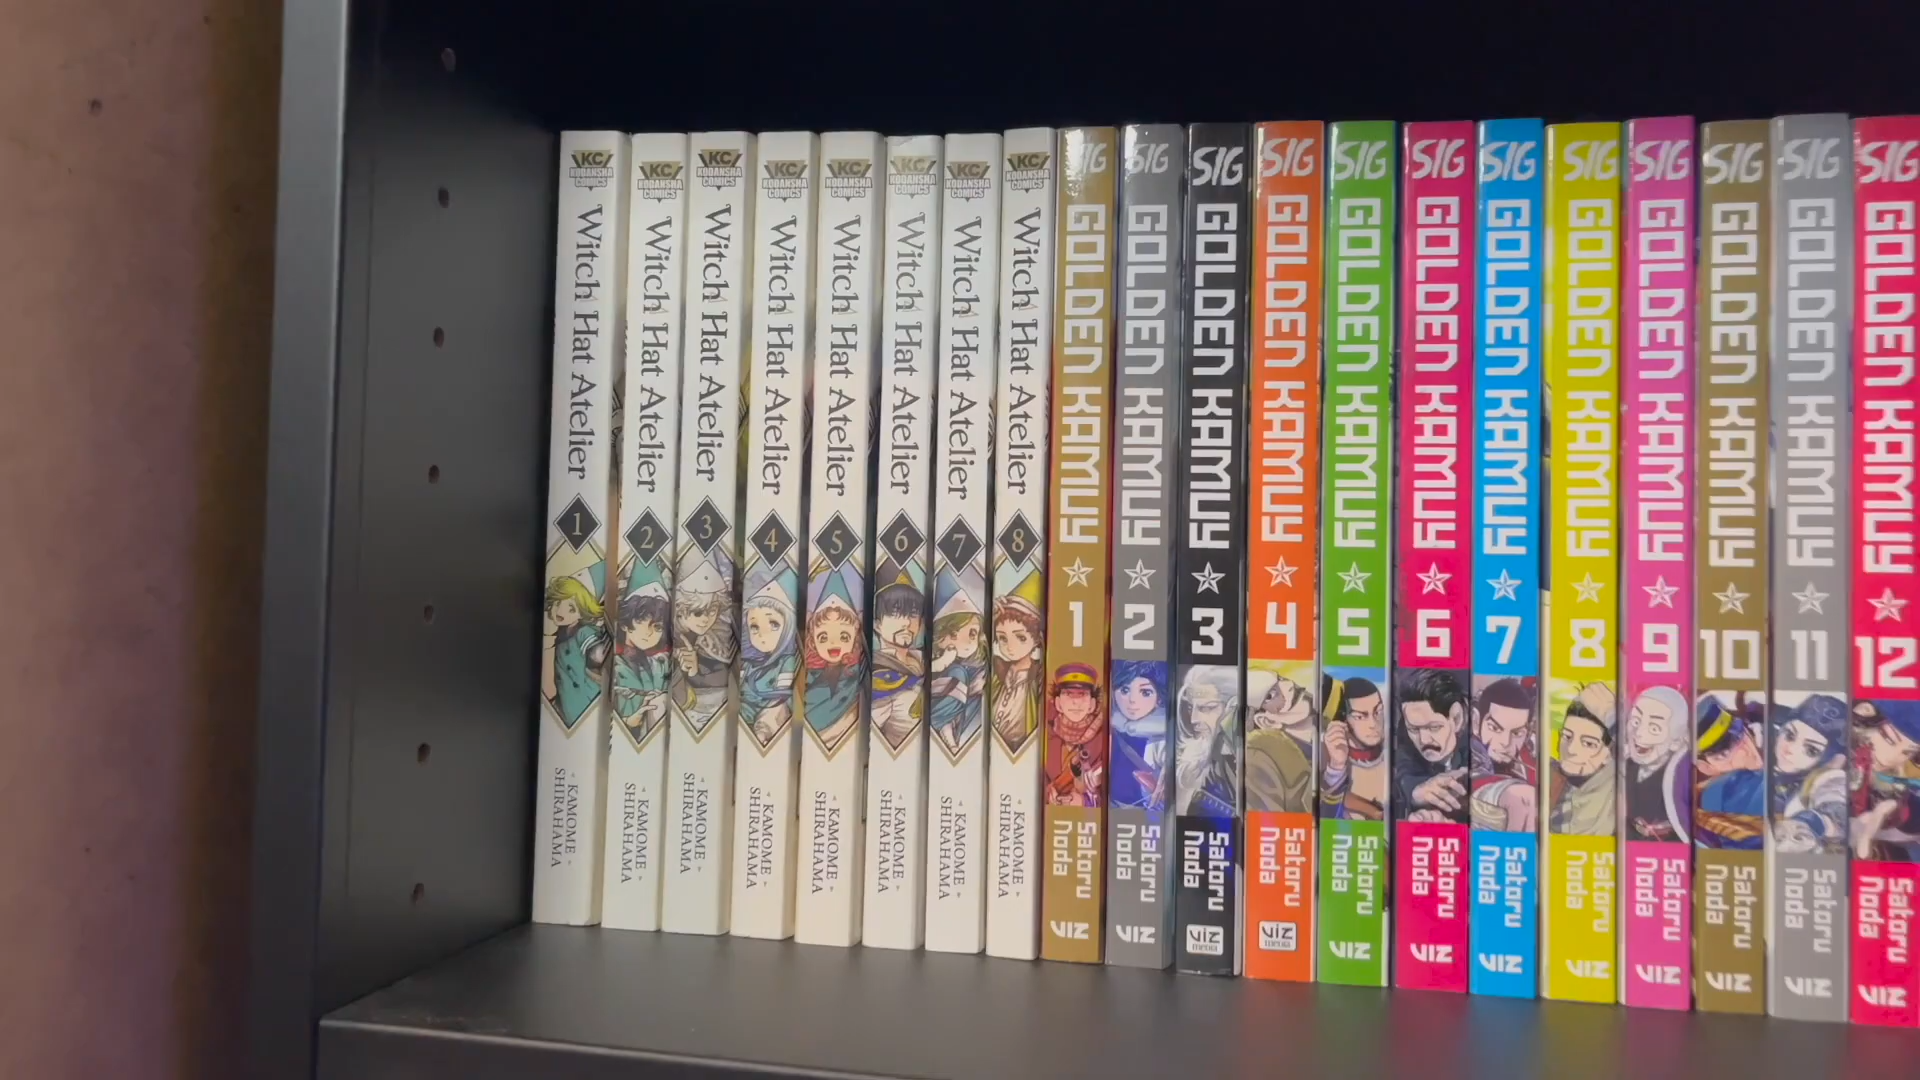 KC
KODANSHA
COMICS
Witch Hat Atelier
1
KAMOME
SHIRAHAMA
KC
KODANSHA
COMICS
Witch Hat Atelier
2
KAMOME
SHIRAHAMA
KC
KODANSHA
COMICS
Witch Hat Atelier
3
KAMOME
SHIRAHAMA
KC
KODANSHA
COMICS
Witch Hat Atelier
4
KAMOME
SHIRAHAMA
KC
KODANSHA
COMICS
Witch Hat Atelier
5
KAMOME
SHIRAHAMA
KC
KODANSHA
COMICS
Witch Hat Atelier
6
KAMOME
SHIRAHAMA
KC
KODANSHA
COMICS
Witch Hat Atelier
7
KAMOME
SHIRAHAMA
KC
KODANSHA
COMICS
Witch Hat Atelier
8
KAMOME
SHIRAHAMA
SIG
GOLDEN KAMUY
1
Satoru
Noda
VIZ
SIG
GOLDEN KAMUY
2
Satoru
Noda
VIZ
SIG
GOLDEN KAMUY
3
Satoru
Noda
VIZ
media
SIG
GOLDEN KAMUY
4
Satoru
Noda
VIZ
media
SIG
GOLDEN KAMUY
5
Satoru
Noda
VIZ
SIG
GOLDEN KAMUY
6
Satoru
Noda
VIZ
SIG
GOLDEN KAMUY
7
Satoru
Noda
VIZ
SIG
GOLDEN KAMUY
8
Satoru
Noda
VIZ
SIG
GOLDEN KAMUY
9
Satoru
Noda
VIZ
SIG
GOLDEN KAMUY
10
Satoru
Noda
VIZ
SIG
GOLDEN KAMUY
11
Satoru
Noda
VIZ
SIG
GOLDEN KAMUY
12
Satoru
Noda
VIZ